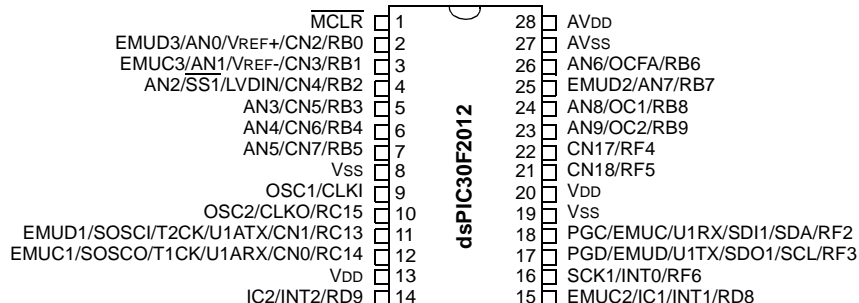 MCLR 1 28 AVDD
EMUD3/AN0/VREF+/CN2/RB0 2 27 AVSS
EMUC3/AN1/VREF-/CN3/RB1 3 26 AN6/OCFA/RB6
AN2/SS1/LVDIN/CN4/RB2 4 25 EMUD2/AN7/RB7
AN3/CN5/RB3 5 24 AN8/OC1/RB8
AN4/CN6/RB4 6 23 AN9/OC2/RB9
AN5/CN7/RB5 7 22 CN17/RF4
VSS 8 21 CN18/RF5
OSC1/CLKI 9 20 VDD
OSC2/CLKO/RC15 10 19 VSS
EMUD1/SOSCI/T2CK/U1ATX/CN1/RC13 11 18 PGC/EMUC/U1RX/SDI1/SDA/RF2
EMUC1/SOSCO/T1CK/U1ARX/CN0/RC14 12 17 PGD/EMUD/U1TX/SDO1/SCL/RF3
VDD 13 16 SCK1/INT0/RF6
IC2/INT2/RD9 14 15 EMUC2/IC1/INT1/RD8
dsPIC30F2012